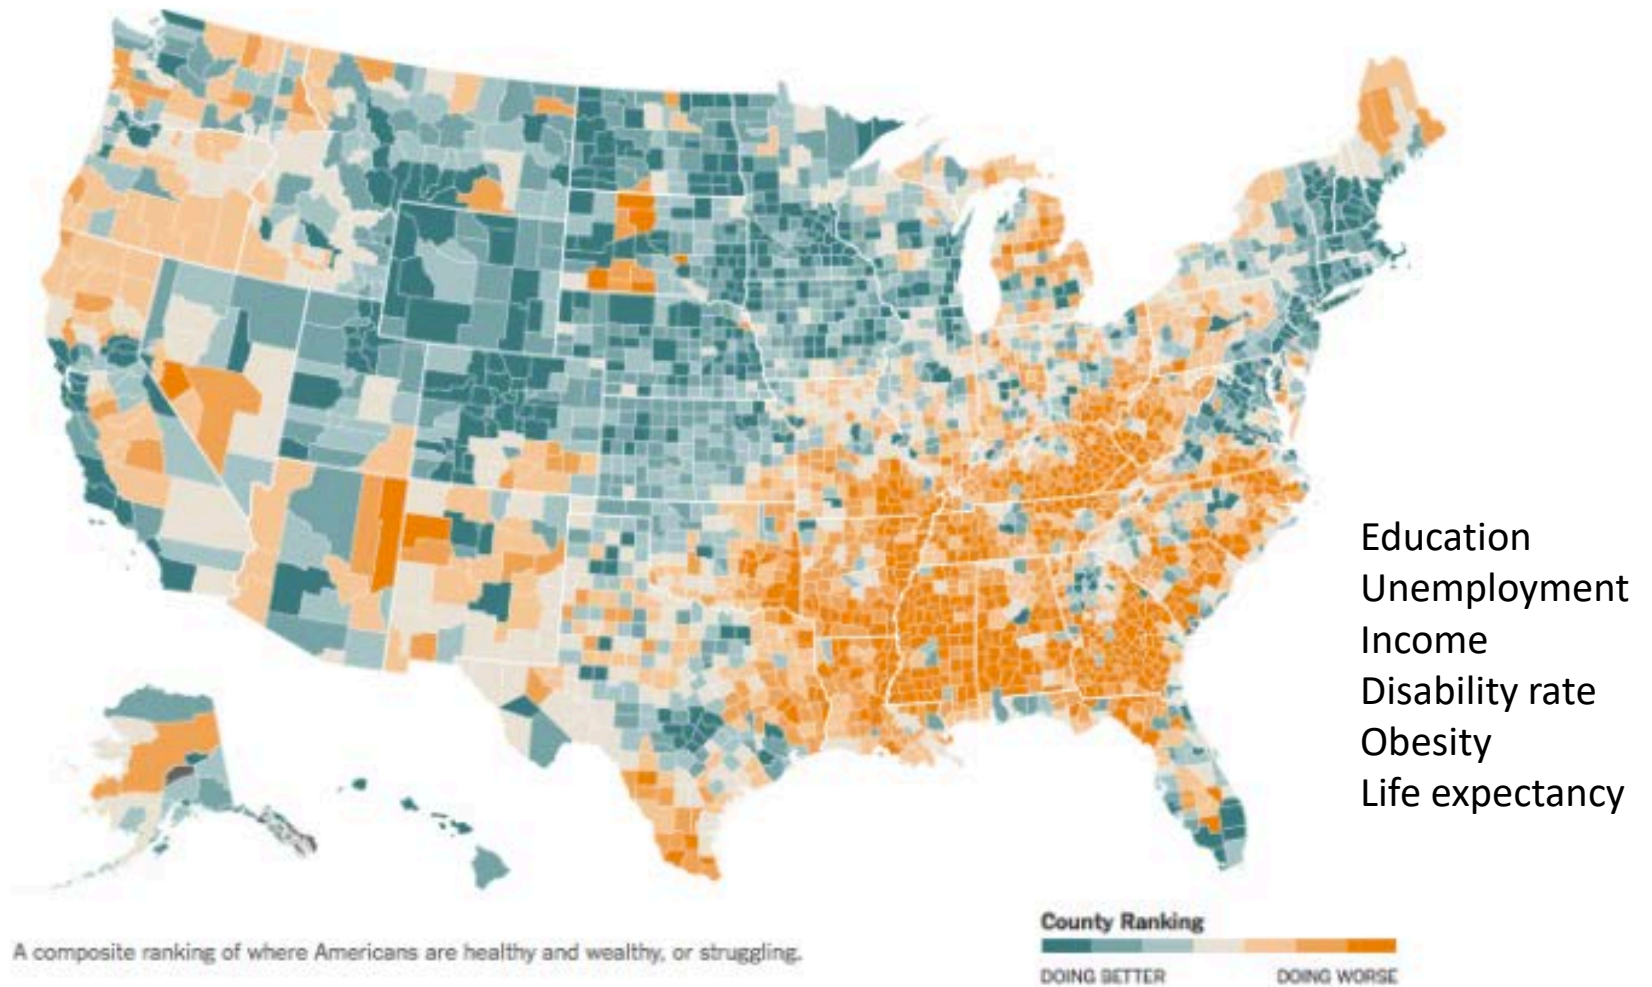 Education
Unemployment
Income
Disability rate
Obesity
Life expectancy
County Ranking
DOING BETTER DOING WORSE
A composite ranking of where Americans are healthy and wealthy, or struggling.